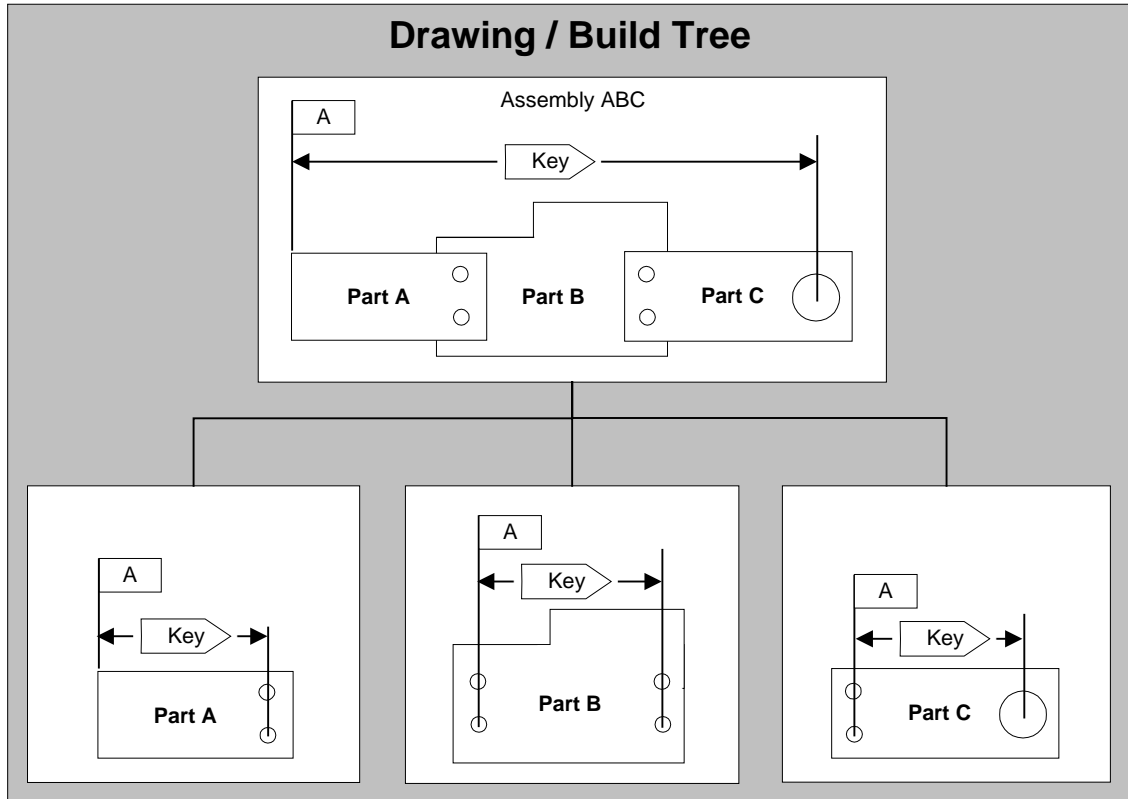 Drawing / Build Tree
Assembly ABC
A
Key
Part A
Part B
Part C
A
Key
Part A
A
Key
Part B
A
Key
Part C